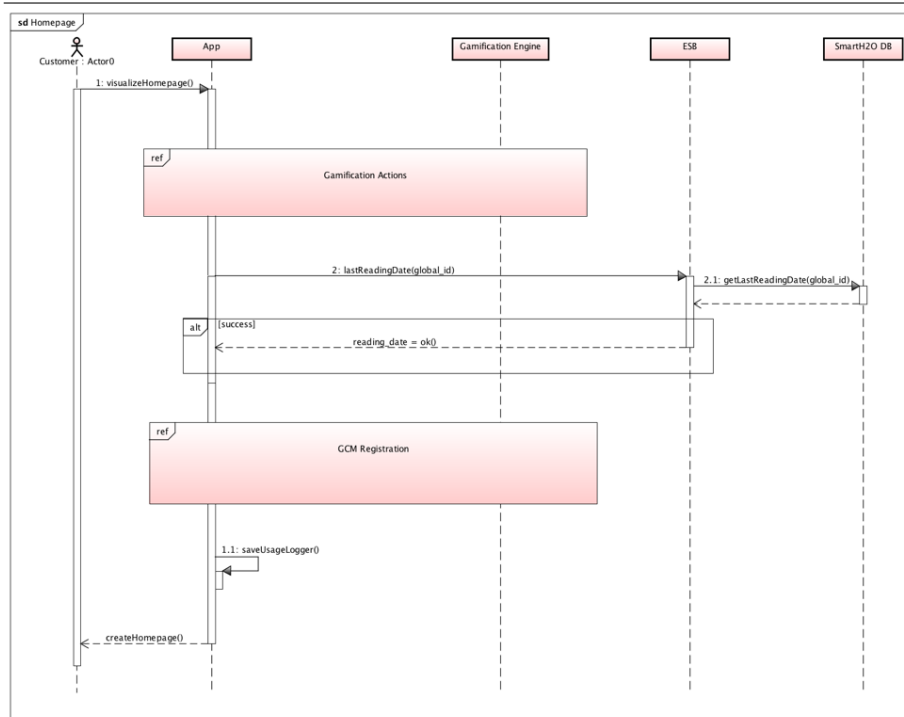 sd Homepage
Customer : Actor0
App
Gamification Engine
ESB
SmartH2O DB
1: visualizeHomepage()
ref
Gamification Actions
2: lastReadingDate(global_id)
2.1: getLastReadingDate(global_id)
alt
[success]
reading_date = ok()
ref
GCM Registration
1.1: saveUsageLogger()
createHomepage()